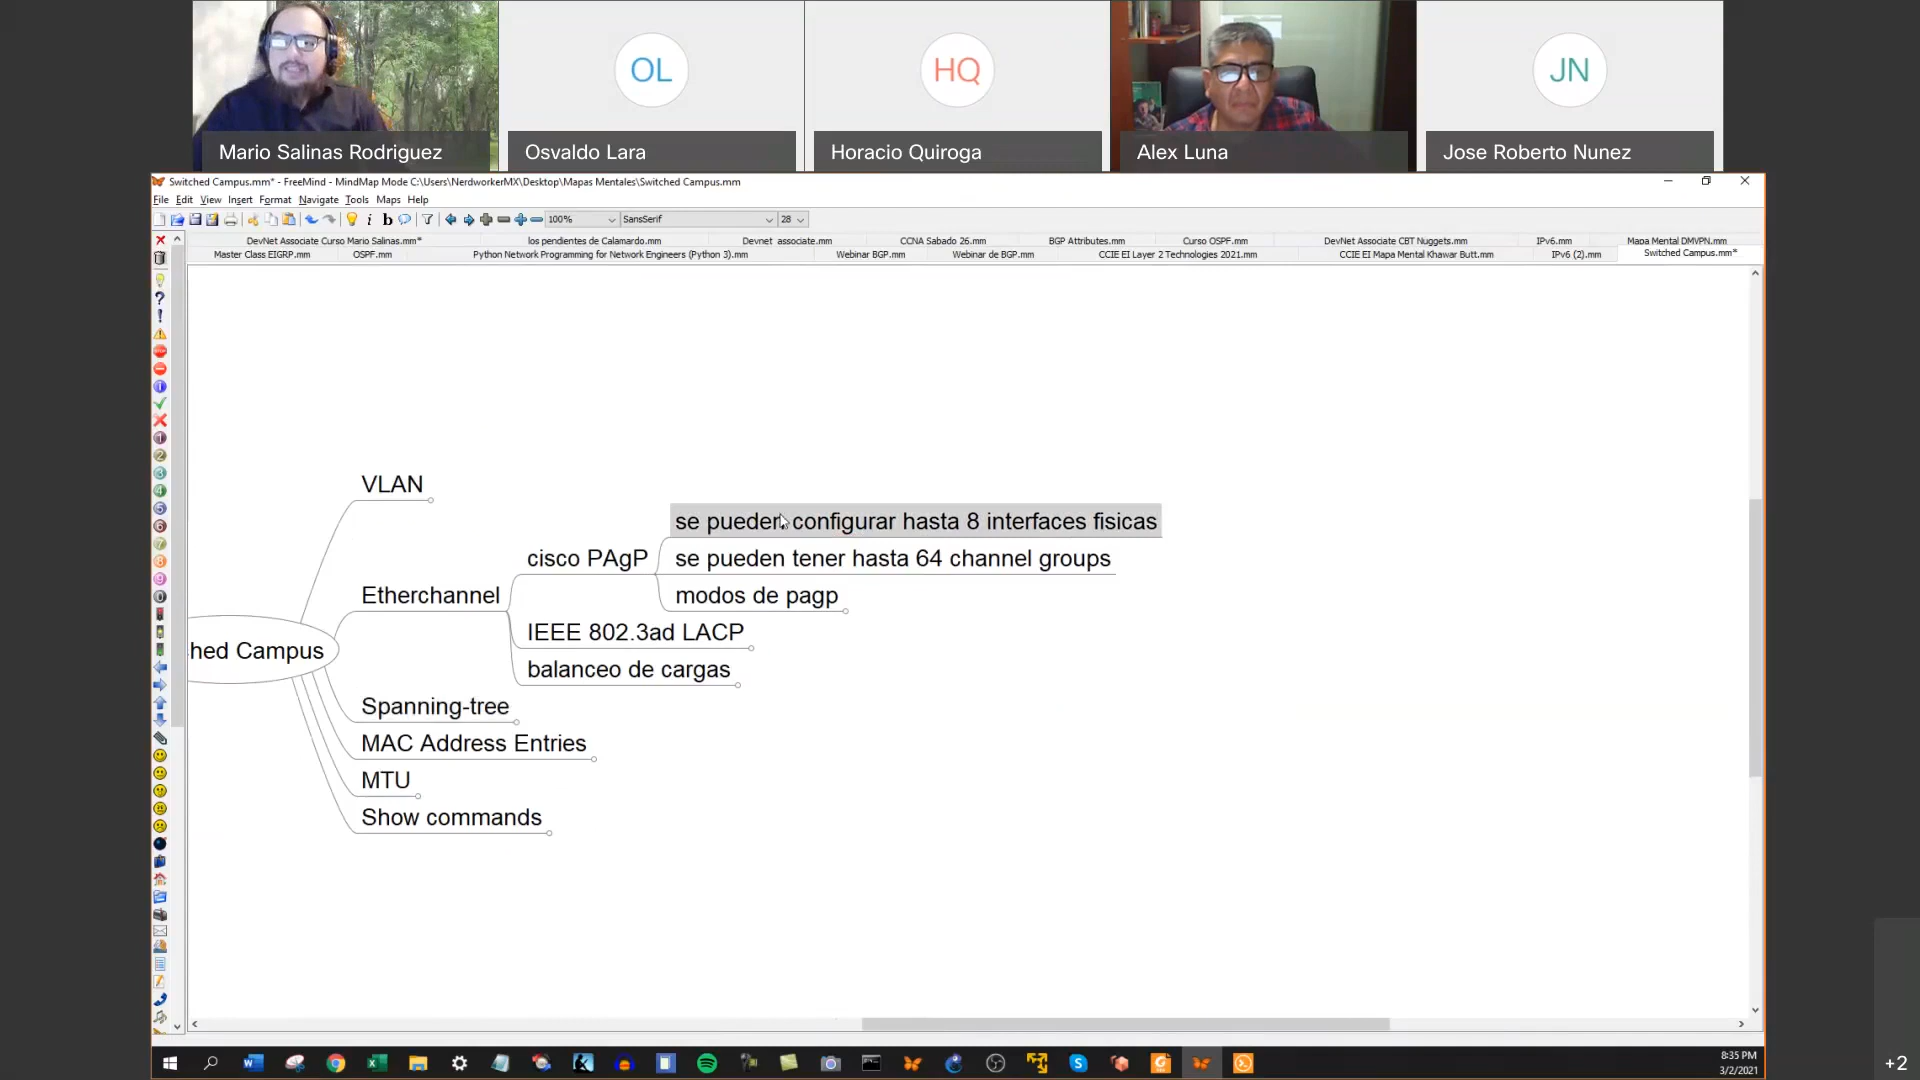 OL
HQ
JN
Mario Salinas Rodriguez
Osvaldo Lara
Horacio Quiroga
Alex Luna
Jose Roberto Nunez
Switched Campus.mm* - FreeMind - MindMap Mode C:\Users\NerdworkerMX\Desktop\Mapas Mentales\Switched Campus.mm
File Edit View Insert Format Navigate Tools Maps Help
100% SansSerif 28
DevNet Associate Curso Mario Salinas.mm* los pendientes de Calamardo.mm Devnet associate.mm CCNA Sabado 26.mm BGP Attributes.mm Curso OSPF.mm DevNet Associate CBT Nuggets.mm IPv6.mm Mapa Mental DMVPN.mm
Master Class EIGRP.mm OSPF.mm Python Network Programming for Network Engineers (Python 3).mm Webinar BGP.mm Webinar de BGP.mm CCIE EI Layer 2 Technologies 2021.mm CCIE EI Mapa Mental Khawar Butt.mm IPv6 (2).mm Switched Campus.mm*
VLAN
se pueden configurar hasta 8 interfaces fisicas
cisco PAgP
se pueden tener hasta 64 channel groups
Etherchannel
modos de pagp
IEEE 802.3ad LACP
hed Campus
balanceo de cargas
Spanning-tree
MAC Address Entries
MTU
Show commands
8:35 PM
3/2/2021
+2